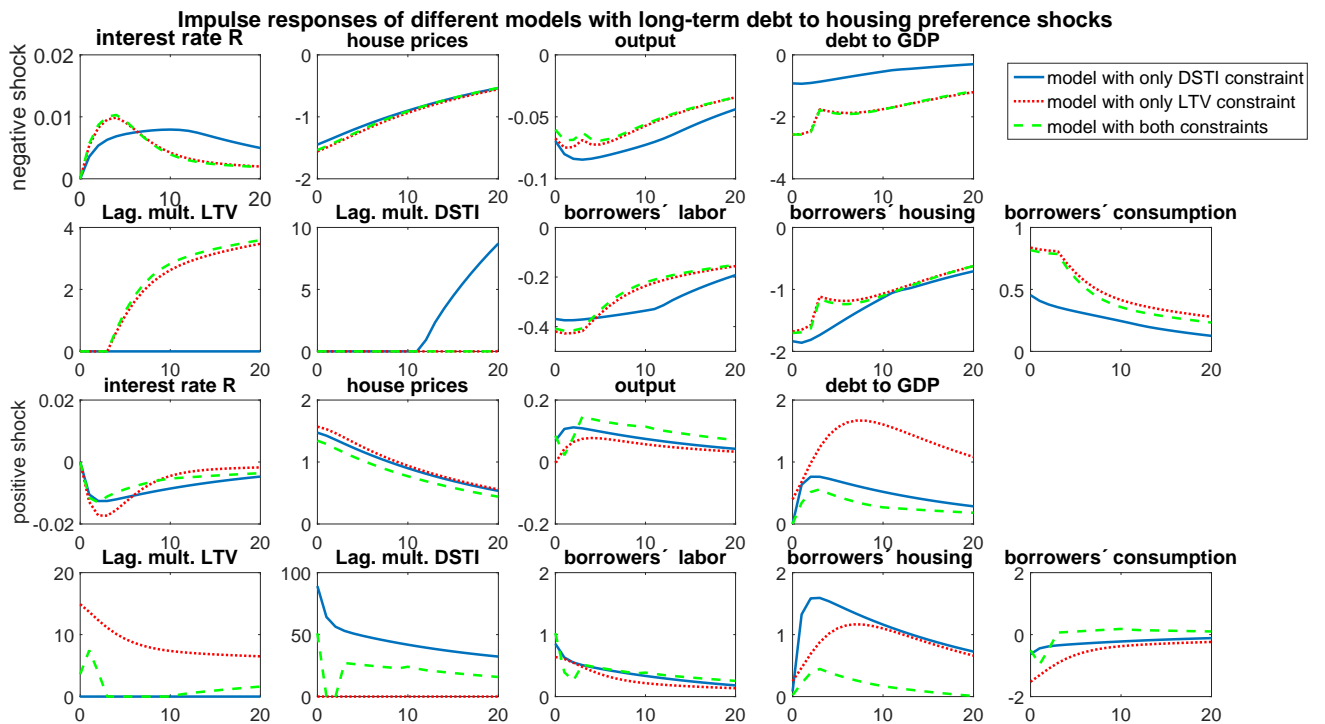 Impulse responses of different models with long-term debt to housing preference shocks
interest rate R
house prices
output
debt to GDP
negative shock
0.02
0.01
0
0 10 20
0
-1
-2
0 10 20
0
-0.05
-0.1
0 10 20
0
-2
-4
0 10 20
model with only DSTI constraint
model with only LTV constraint
model with both constraints
Lag. mult. LTV
Lag. mult. DSTI
borrowers´ labor
borrowers´ housing
borrowers´ consumption
4
2
0
0 10 20
10
5
0
0 10 20
0
-0.2
-0.4
0 10 20
0
-1
-2
0 10 20
1
0.5
0
0 10 20
interest rate R
house prices
output
debt to GDP
positive shock
0.02
0
-0.02
0 10 20
2
1
0
0 10 20
0.2
0
-0.2
0 10 20
2
1
0
0 10 20
Lag. mult. LTV
Lag. mult. DSTI
borrowers´ labor
borrowers´ housing
borrowers´ consumption
20
10
0
0 10 20
100
50
0
0 10 20
2
1
0
0 10 20
2
1
0
0 10 20
2
0
-2
0 10 20